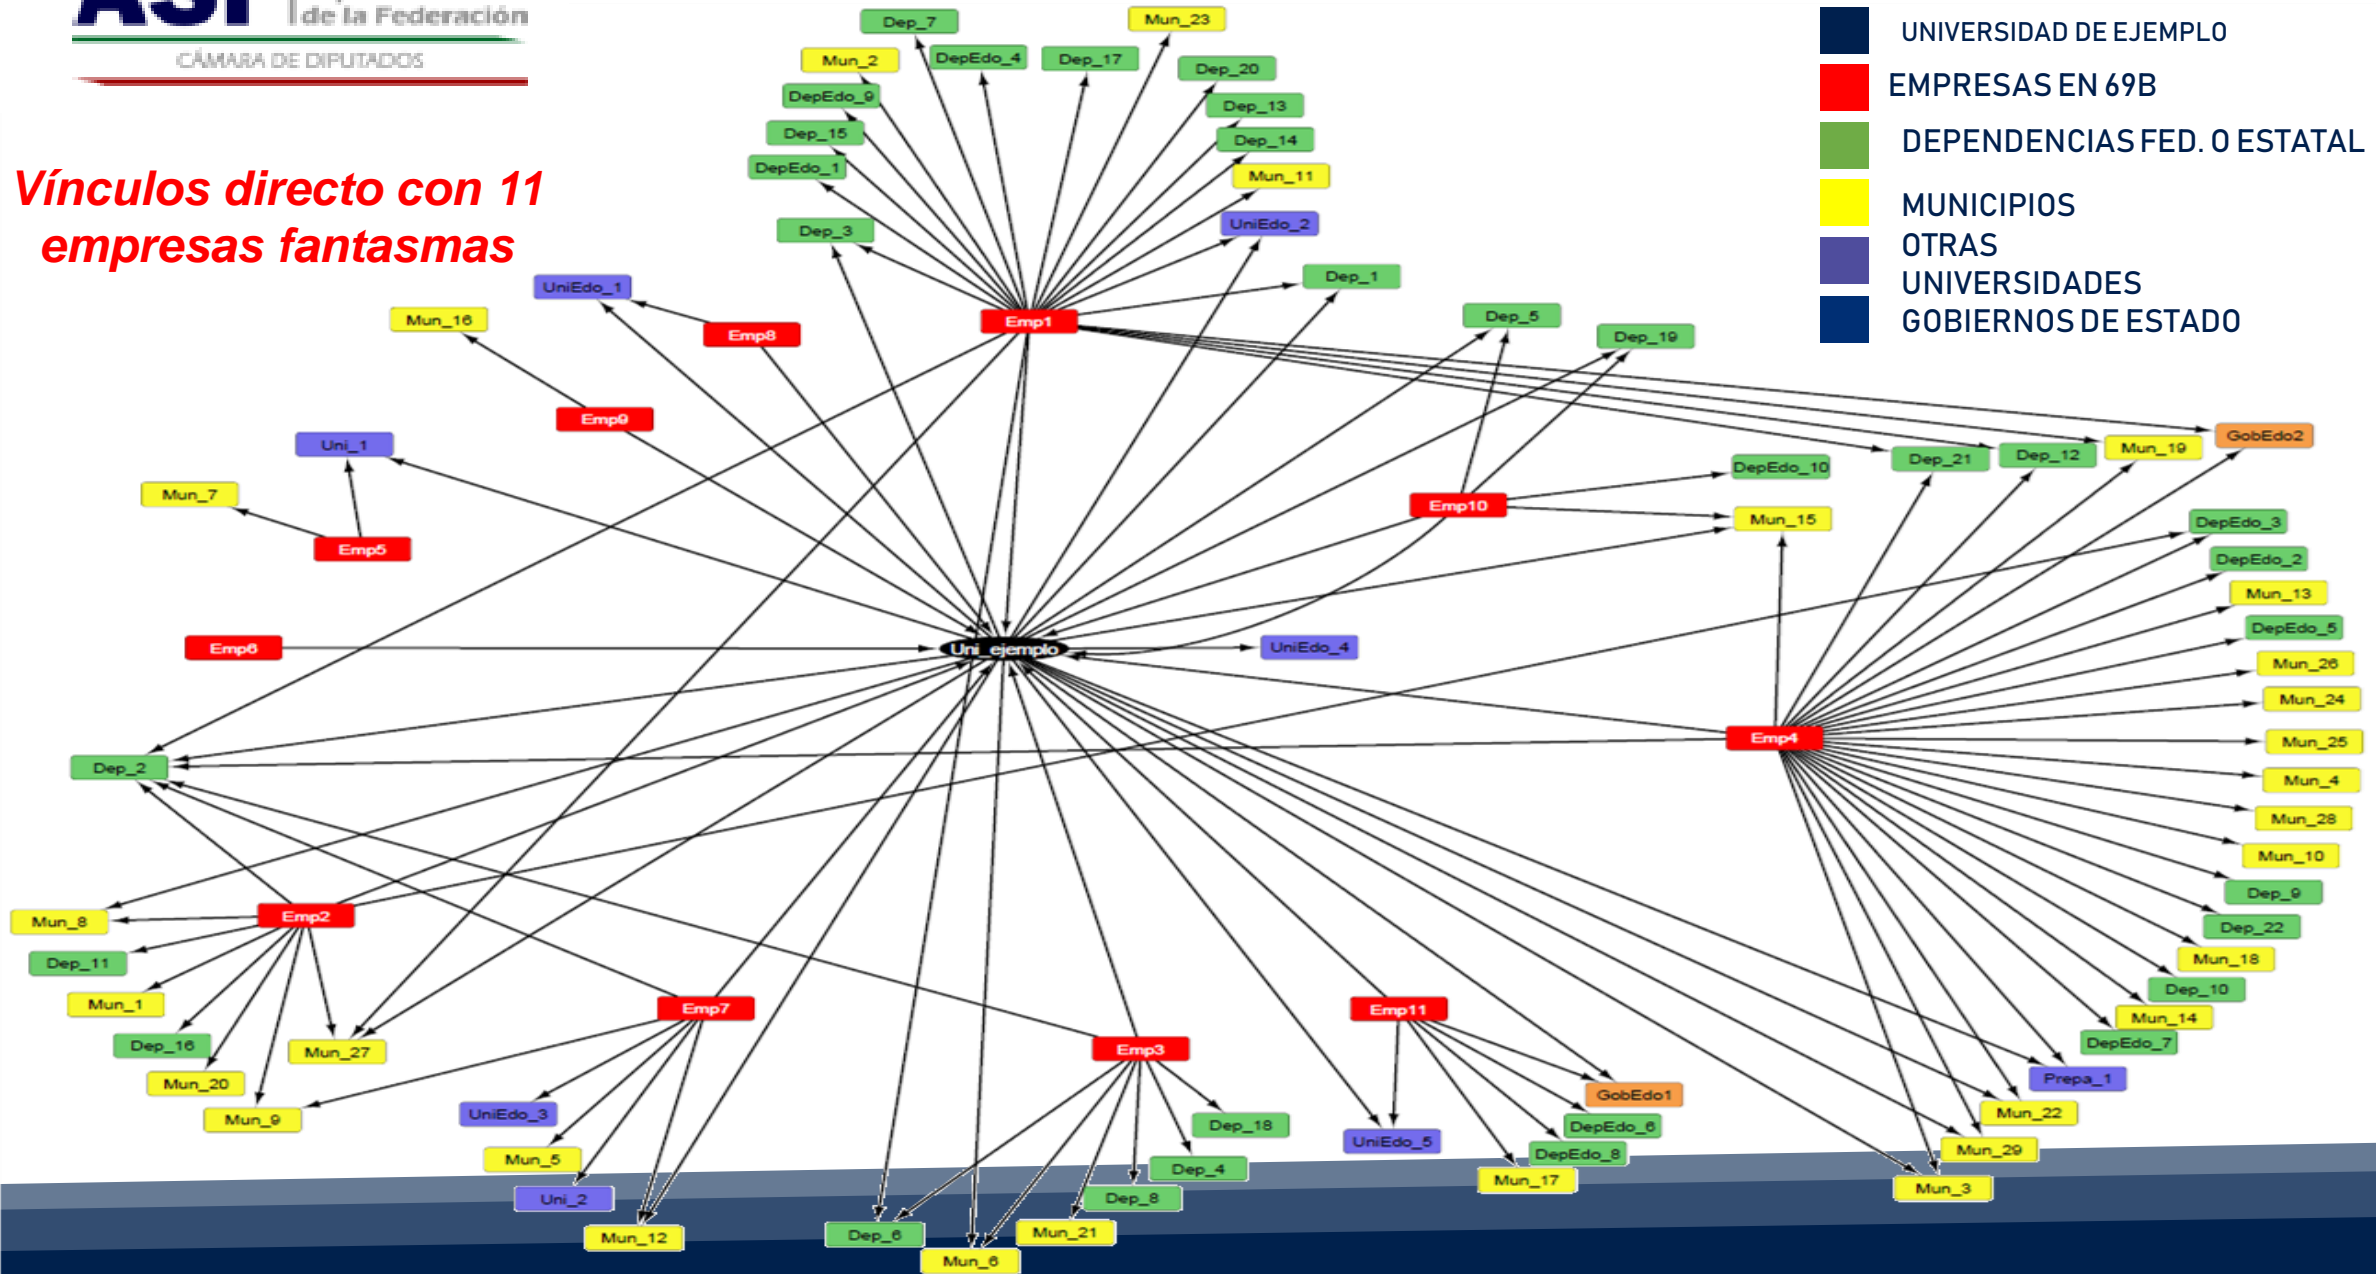 ASF
de la Federación
CÁMARA DE DIPUTADOS
Vínculos directo con 11
empresas fantasmas
UNIVERSIDAD DE EJEMPLO
EMPRESAS EN 69B
DEPENDENCIAS FED. O ESTATAL
MUNICIPIOS
OTRAS
UNIVERSIDADES
GOBIERNOS DE ESTADO
Dep_7
Mun_23
Mun_2
DepEdo_4
Dep_17
Dep_20
DepEdo_9
Dep_13
Dep_15
Dep_14
DepEdo_1
Mun_11
Dep_3
UniEdo_2
UniEdo_1
Dep_1
Mun_16
Emp8
Emp1
Dep_5
Dep_19
Emp9
Uni_1
GobEdo2
Mun_19
Dep_12
Dep_21
DepEdo_10
Mun_7
Emp10
Mun_15
DepEdo_3
Emp5
DepEdo_2
Mun_13
DepEdo_5
Emp6
Uni_ejemplo
UniEdo_4
Mun_26
Mun_24
Emp4
Mun_25
Dep_2
Mun_4
Mun_28
Mun_10
Dep_9
Mun_8
Emp2
Dep_22
Dep_11
Mun_18
Dep_10
Mun_1
Emp7
Emp11
Mun_14
Dep_16
Mun_27
Emp3
DepEdo_7
Mun_20
Prepa_1
GobEdo1
Mun_9
UniEdo_3
Mun_22
Dep_18
DepEdo_6
UniEdo_5
Mun_29
DepEdo_8
Mun_5
Dep_4
Mun_17
Mun_3
Uni_2
Dep_8
Mun_12
Dep_6
Mun_21
Mun_6